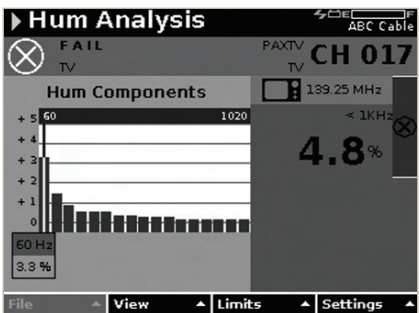 Hum Analysis
E F
ABC Cable
FAIL
TV
PAXTV
TV
CH 017
Hum Components
139.25 MHz
60 1020
< 1KHz
4.8%
+ 5
+ 4
+ 3
+ 2
+ 1
0
60 Hz
3.3 %
File View Limits Settings